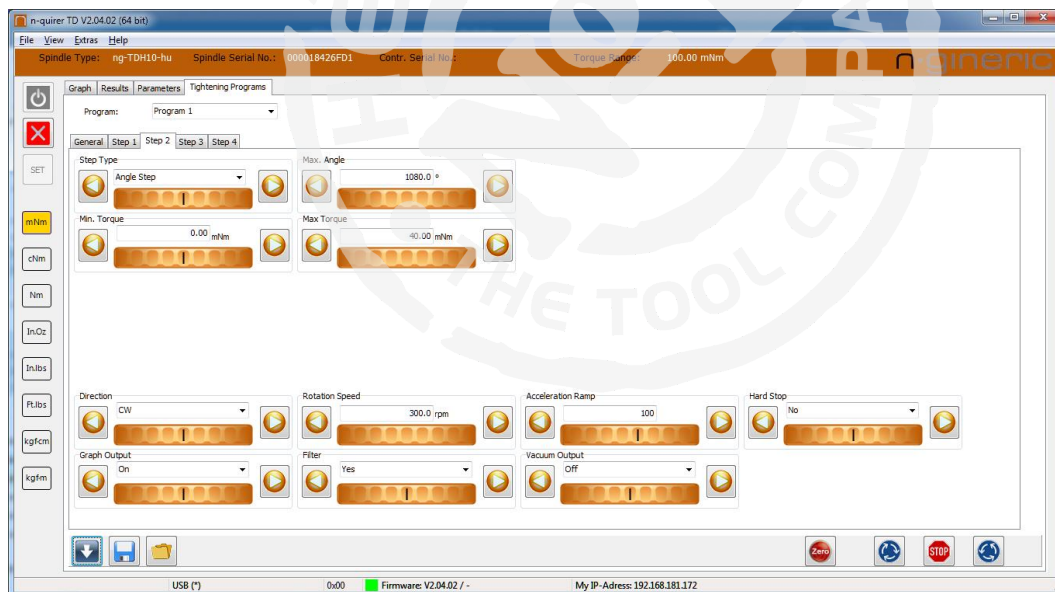 n-quirer TD V2.04.02 (64 bit)
File View Extras Help
Spindle Type: ng-TDH10-hu Spindle Serial No.: 000018426FD1 Contr. Serial No.: Torque Range: 100.00 mNm n-gineric
Graph Results Parameters Tightening Programs
Program: Program 1
General Step 1 Step 2 Step 3 Step 4
Step Type Max. Angle
Angle Step 1080.0 °
SET
Min. Torque Max Torque
0.00 mNm 40.00 mNm
mNm
cNm
Nm
In.Oz
In.lbs
Ft.lbs
kgfcm
kgfm
THE TOOL COMPA
Direction Rotation Speed Acceleration Ramp Hard Stop
CW 300.0 rpm 100 No
Graph Output Filter Vacuum Output
On Yes Off
Zero STOP
USB (*) 0x00 Firmware: V2.04.02 / - My IP-Adress: 192.168.181.172